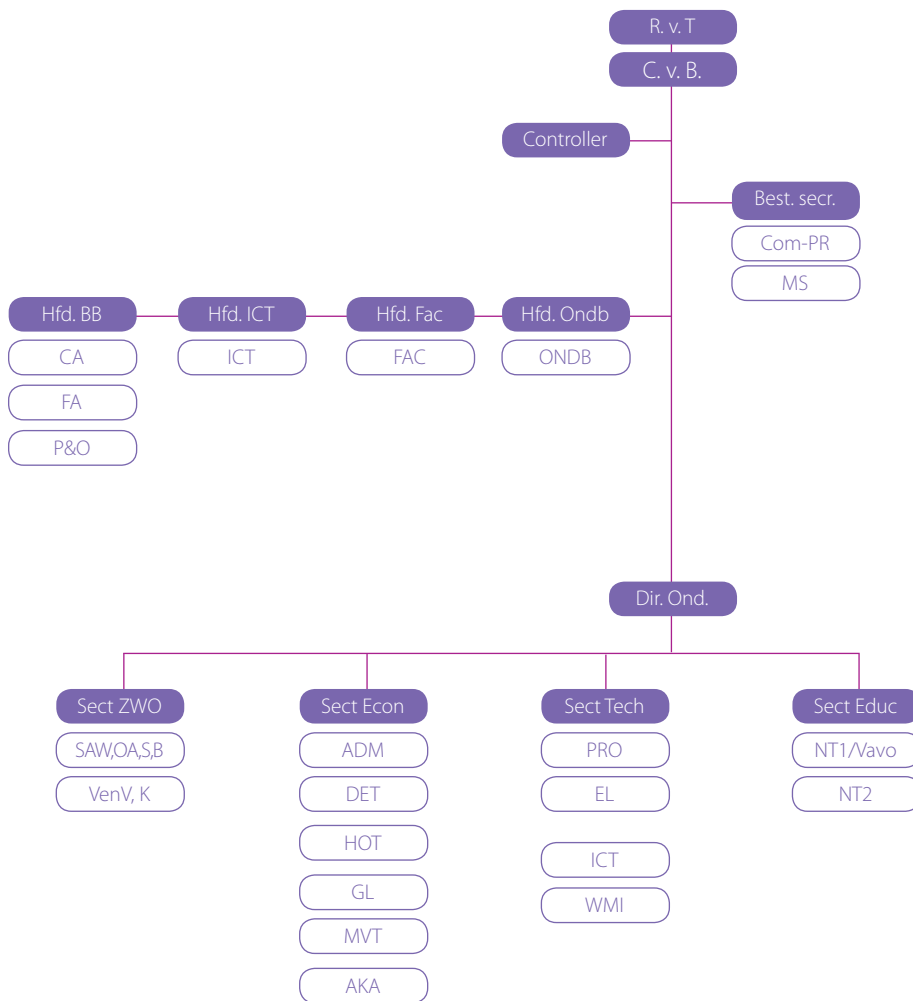 R. v. T
C. v. B.
Controller
Best. secr.
Com-PR
MS
Hfd. BB
Hfd. ICT
Hfd. Fac
Hfd. Ondb
CA
ICT
FAC
ONDB
FA
P&O
Dir. Ond.
Sect ZWO
Sect Econ
Sect Tech
Sect Educ
SAW,OA,S,B
ADM
PRO
NT1/Vavo
VenV, K
DET
EL
NT2
HOT
ICT
GL
WMI
MVT
AKA